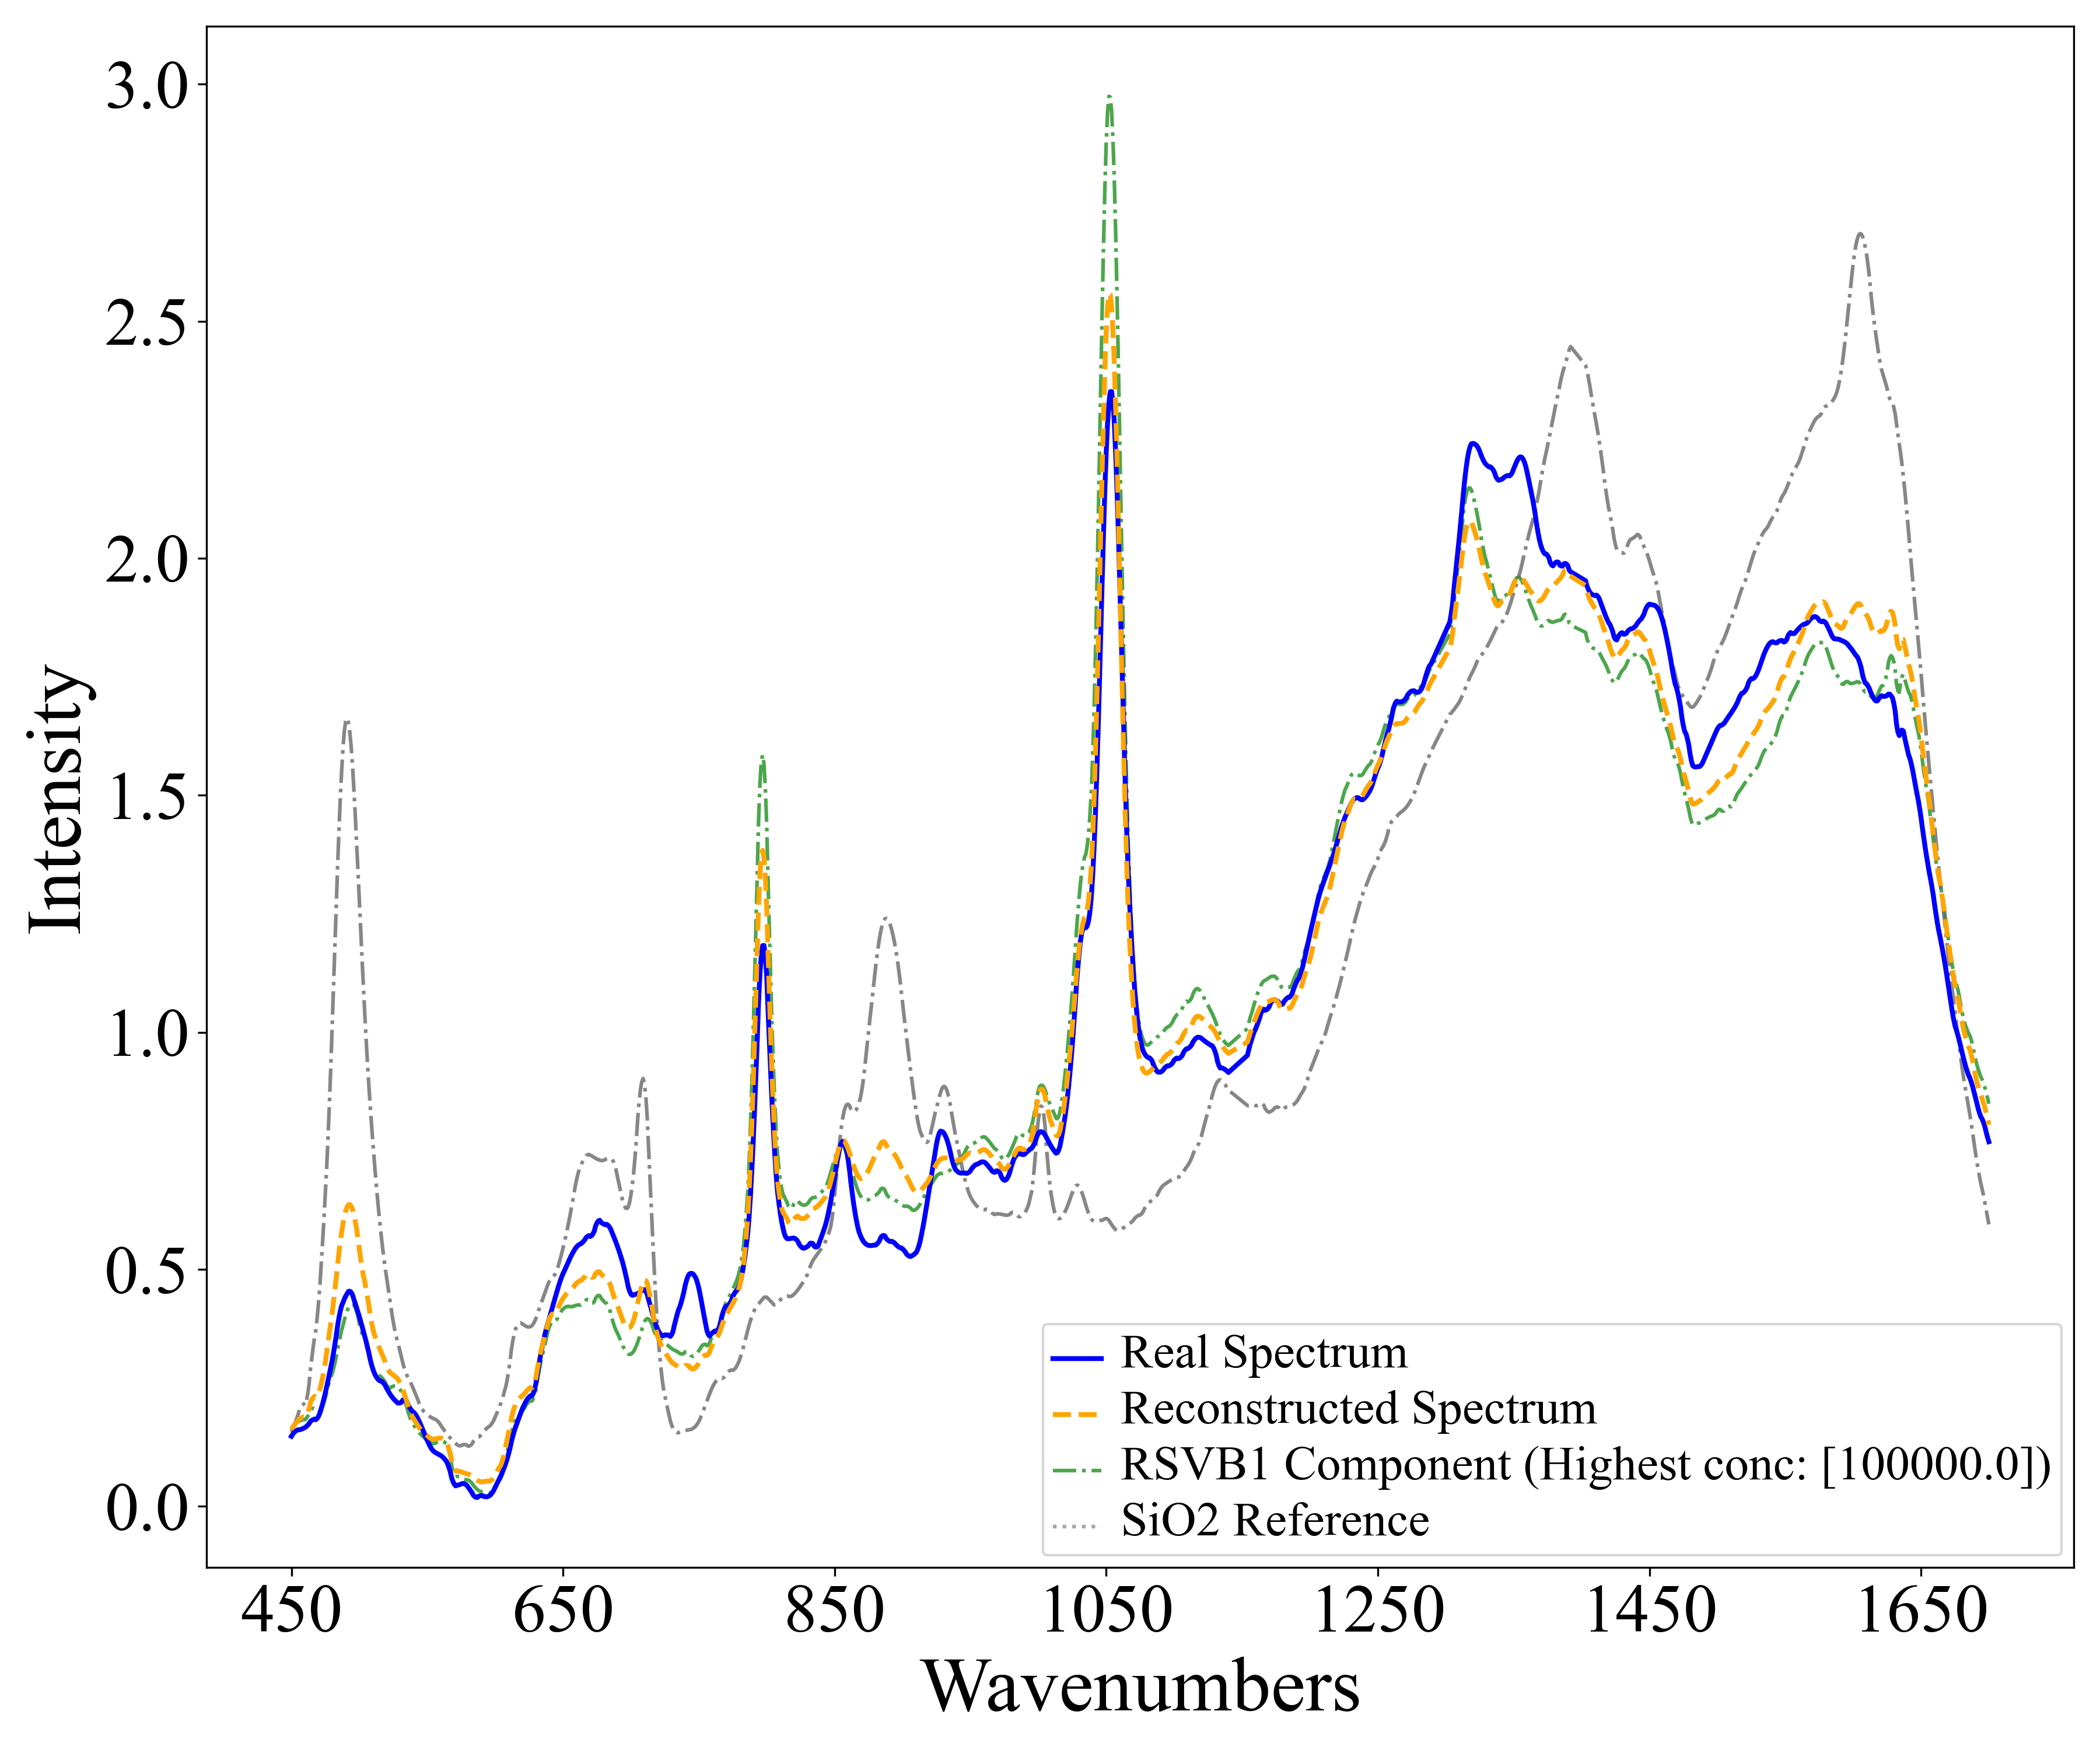 3.0
2.5
2.0
1.5
1.0
0.5
0.0
Intensity
Real Spectrum
Reconstructed Spectrum
RSVB1 Component (Highest conc: [100000.0])
SiO2 Reference
450 650 850 1050 1250 1450 1650
Wavenumbers